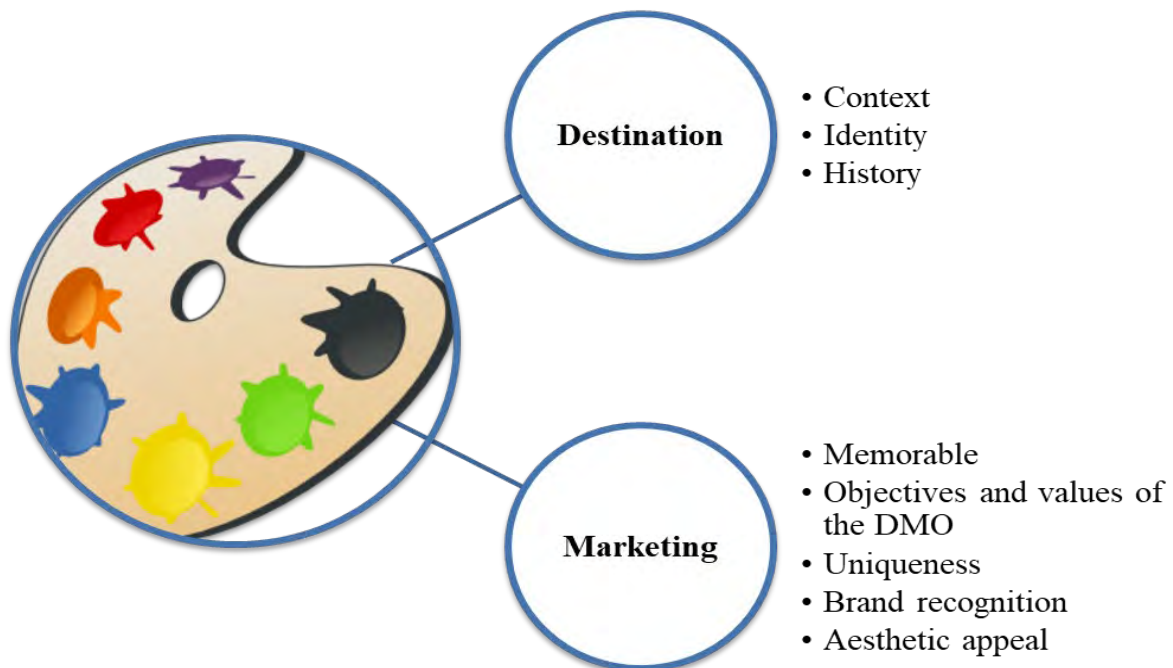 Destination
• Context
• Identity
• History
Marketing
• Memorable
• Objectives and values of
the DMO
• Uniqueness
• Brand recognition
• Aesthetic appeal